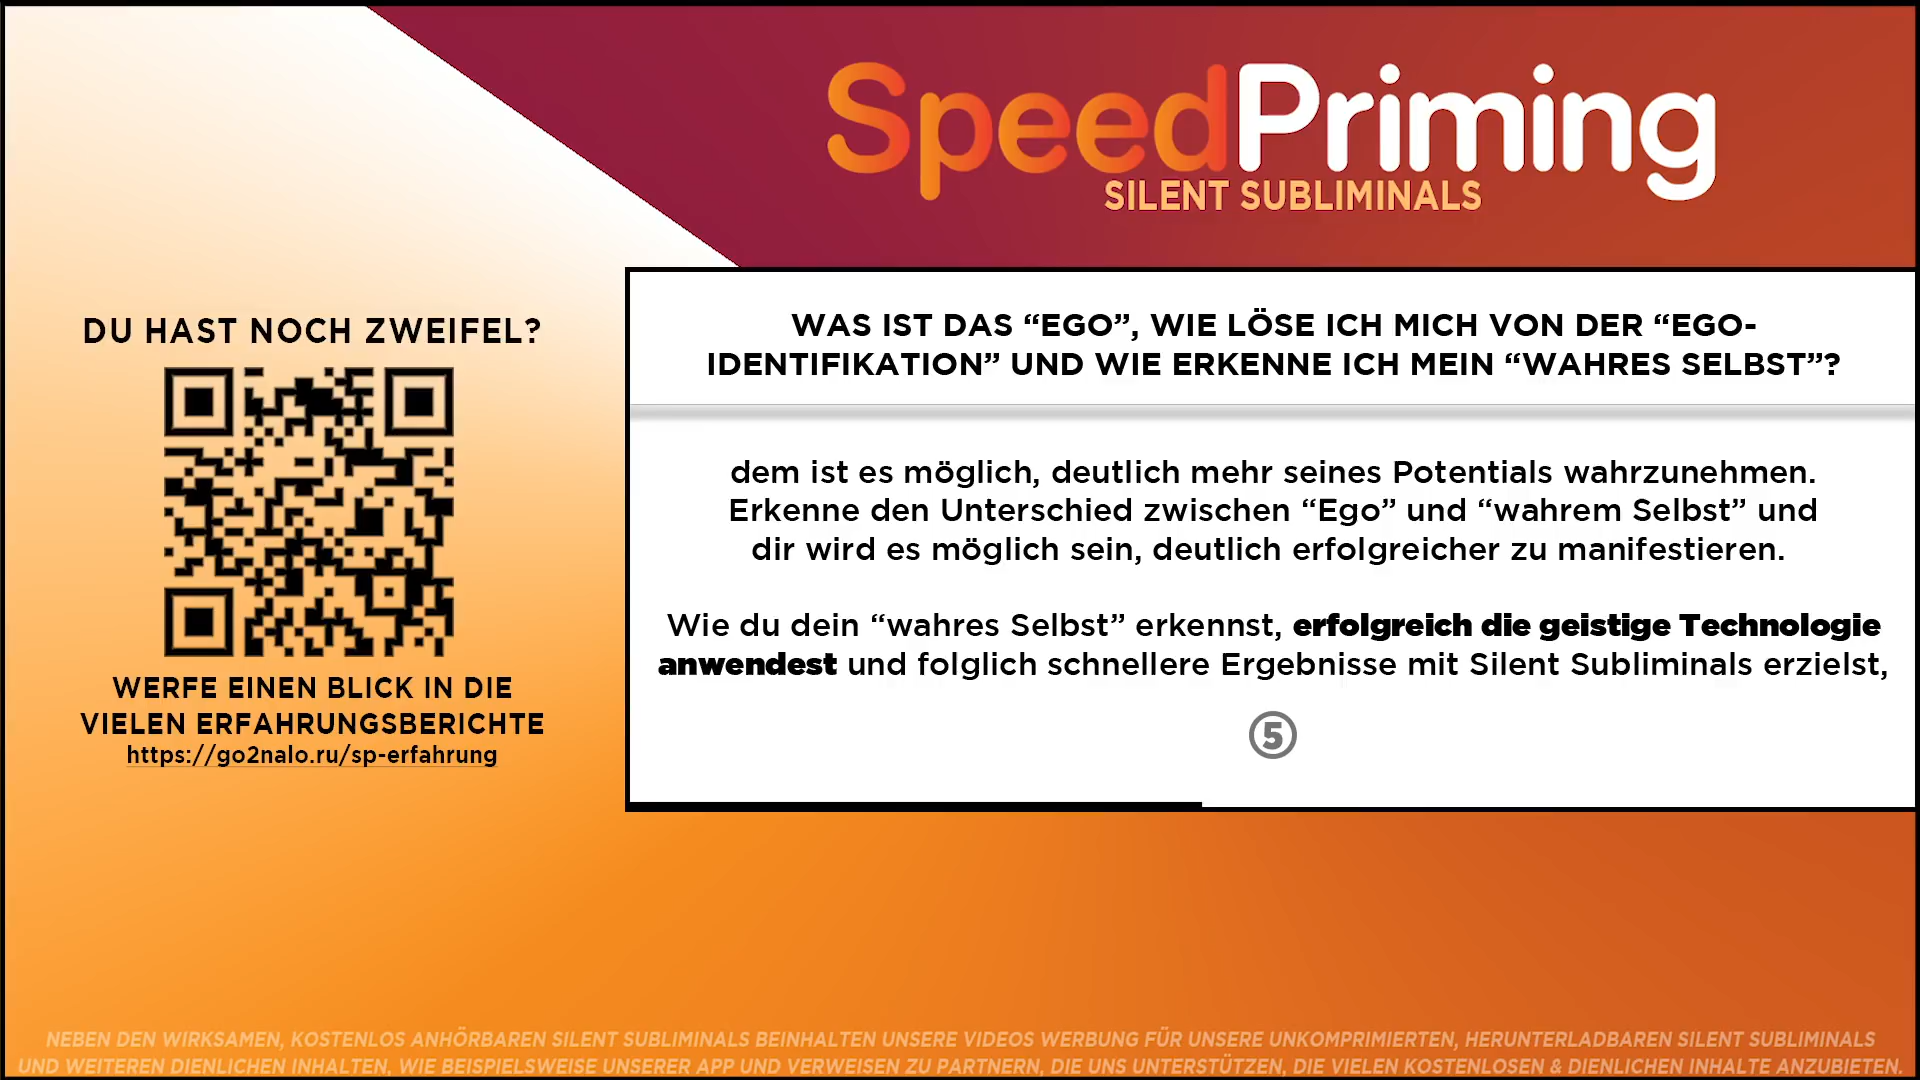 SpeedPriming
SILENT SUBLIMINALS
DU HAST NOCH ZWEIFEL?
WERFE EINEN BLICK IN DIE
VIELEN ERFAHRUNGSBERICHTE
https://go2nalo.ru/sp-erfahrung
WAS IST DAS “EGO”, WIE LÖSE ICH MICH VON DER “EGO-
IDENTIFIKATION” UND WIE ERKENNE ICH MEIN “WAHRES SELBST”?
dem ist es möglich, deutlich mehr seines Potentials wahrzunehmen.
Erkenne den Unterschied zwischen “Ego” und “wahrem Selbst” und
dir wird es möglich sein, deutlich erfolgreicher zu manifestieren.
Wie du dein “wahres Selbst” erkennst, erfolgreich die geistige Technologie
anwendest und folglich schnellere Ergebnisse mit Silent Subliminals erzielst,
5
NEBEN DEN WIRKSAMEN, KOSTENLOS ANHÖRBAREN SILENT SUBLIMINALS BEINHALTEN UNSERE VIDEOS WERBUNG FÜR UNSERE UNKOMPRIMIERTEN, HERUNTERLADBAREN SILENT SUBLIMINALS
UND WEITEREN DIENLICHEN INHALTEN, WIE BEISPIELSWEISE UNSERER APP UND VERWEISEN ZU PARTNERN, DIE UNS UNTERSTÜTZEN, DIE VIELEN KOSTENLOSEN & DIENLICHEN INHALTE ANZUBIETEN.